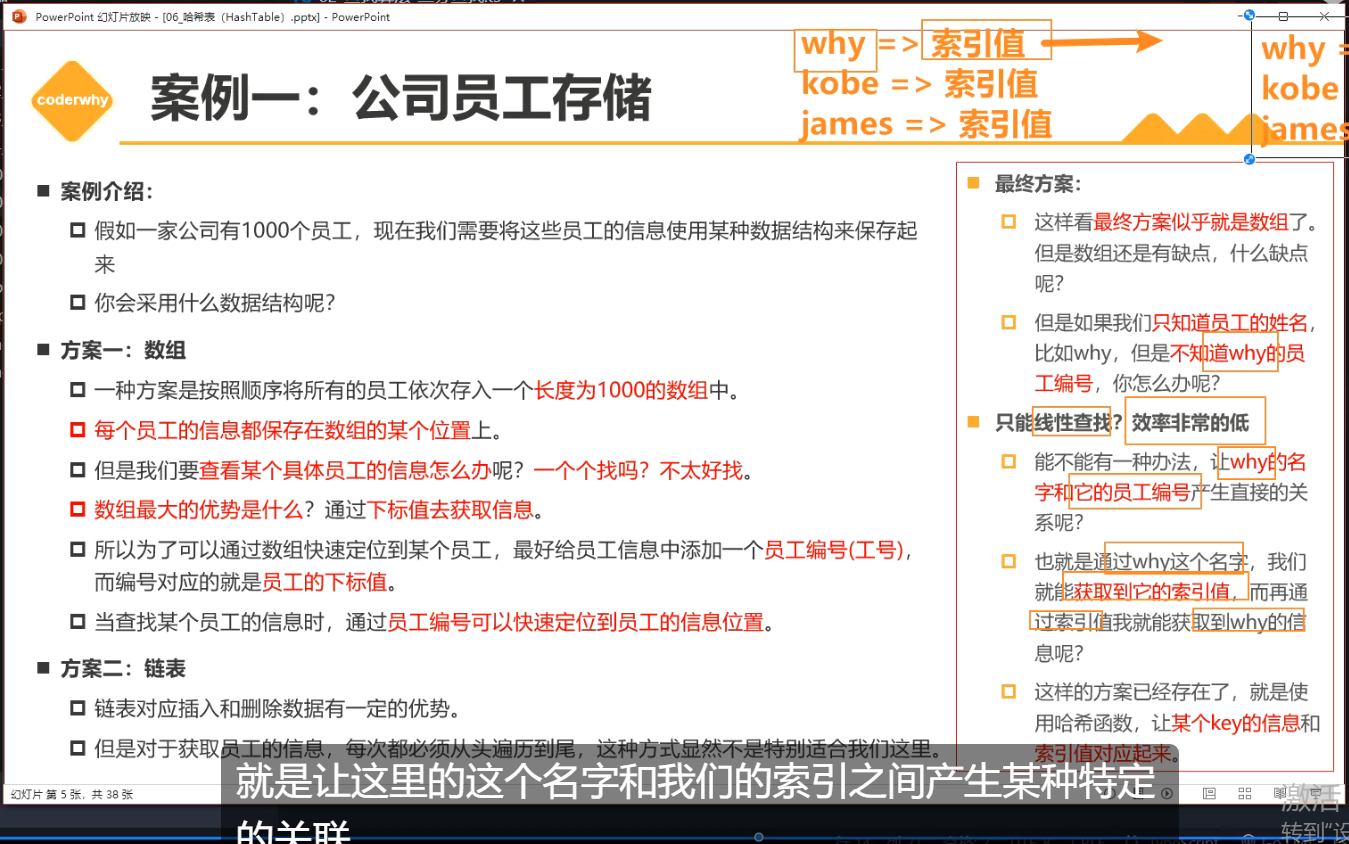 PowerPoint 幻灯片放映 - [06_哈希表（HashTable）.pptx] - PowerPoint
coderwhy
案例一：公司员工存储
why => 索引值
kobe => 索引值
james => 索引值
why =
kobe
james
■ 案例介绍：
假如一家公司有1000个员工，现在我们需要将这些员工的信息使用某种数据结构来保存起
来
你会采用什么数据结构呢？
■ 方案一：数组
一种方案是按照顺序将所有的员工依次存入一个长度为1000的数组中。
每个员工的信息都保存在数组的某个位置上。
但是我们要查看某个具体员工的信息怎么办呢？一个个找吗？不太好找。
数组最大的优势是什么？通过下标值去获取信息。
所以为了可以通过数组快速定位到某个员工，最好给员工信息中添加一个员工编号(工号)，
而编号对应的就是员工的下标值。
当查找某个员工的信息时，通过员工编号可以快速定位到员工的信息位置。
■ 方案二：链表
链表对应插入和删除数据有一定的优势。
但是对于获取员工的信息，每次都必须从头遍历到尾，这种方式显然不是特别适合我们这里。
最终方案：
这样看最终方案似乎就是数组了。
但是数组还是有缺点，什么缺点
呢？
但是如果我们只知道员工的姓名，
比如why，但是不知道why的员
工编号，你怎么办呢？
只能线性查找？效率非常的低
能不能有一种办法，让why的名
字和它的员工编号产生直接的关
系呢？
也就是通过why这个名字，我们
就能获取到它的索引值，而再通
过索引值我就能获取到why的信
息呢？
这样的方案已经存在了，就是使
用哈希函数，让某个key的信息和
索引值对应起来。
就是让这里的这个名字和我们的索引之间产生某种特定
的关联
幻灯片 第 5 张，共 38 张
激活
转到"设